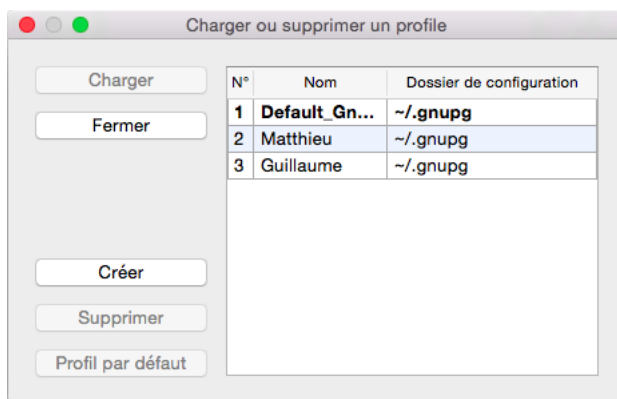 Charger ou supprimer un profile
Charger
Fermer
Créer
Supprimer
Profil par défaut
N° Nom Dossier de configuration
1 Default_Gn... ~/.gnupg
2 Matthieu ~/.gnupg
3 Guillaume ~/.gnupg